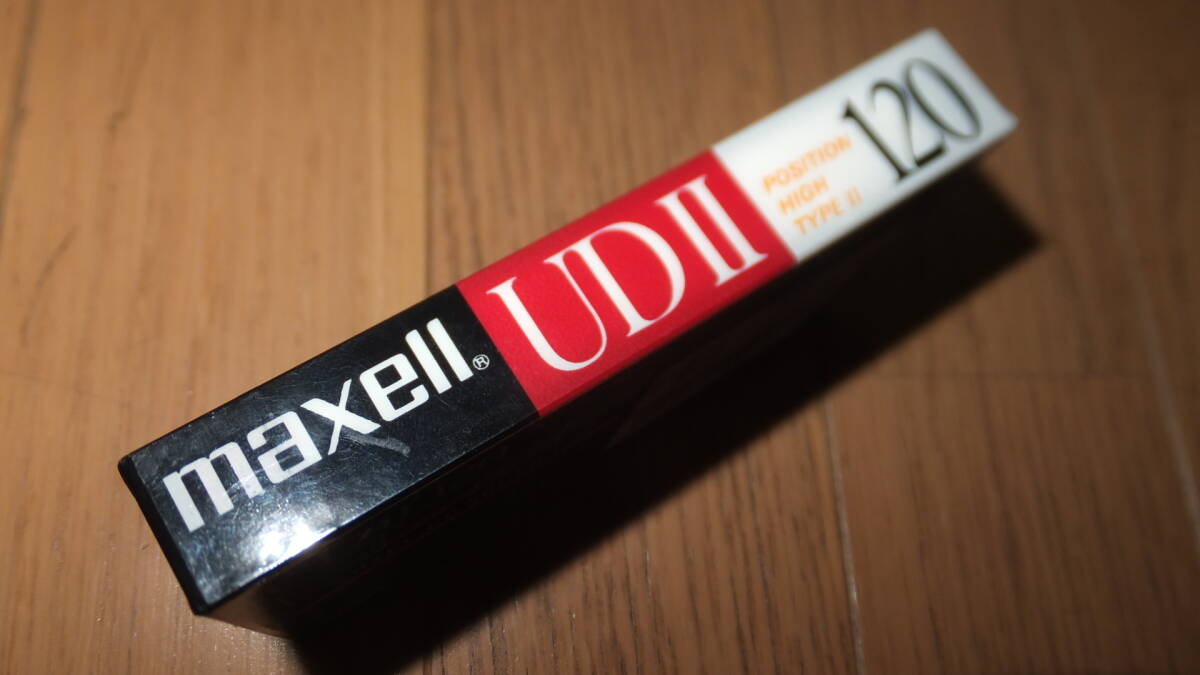 maxell®
UDII
POSITION
HIGH
TYPE II
120